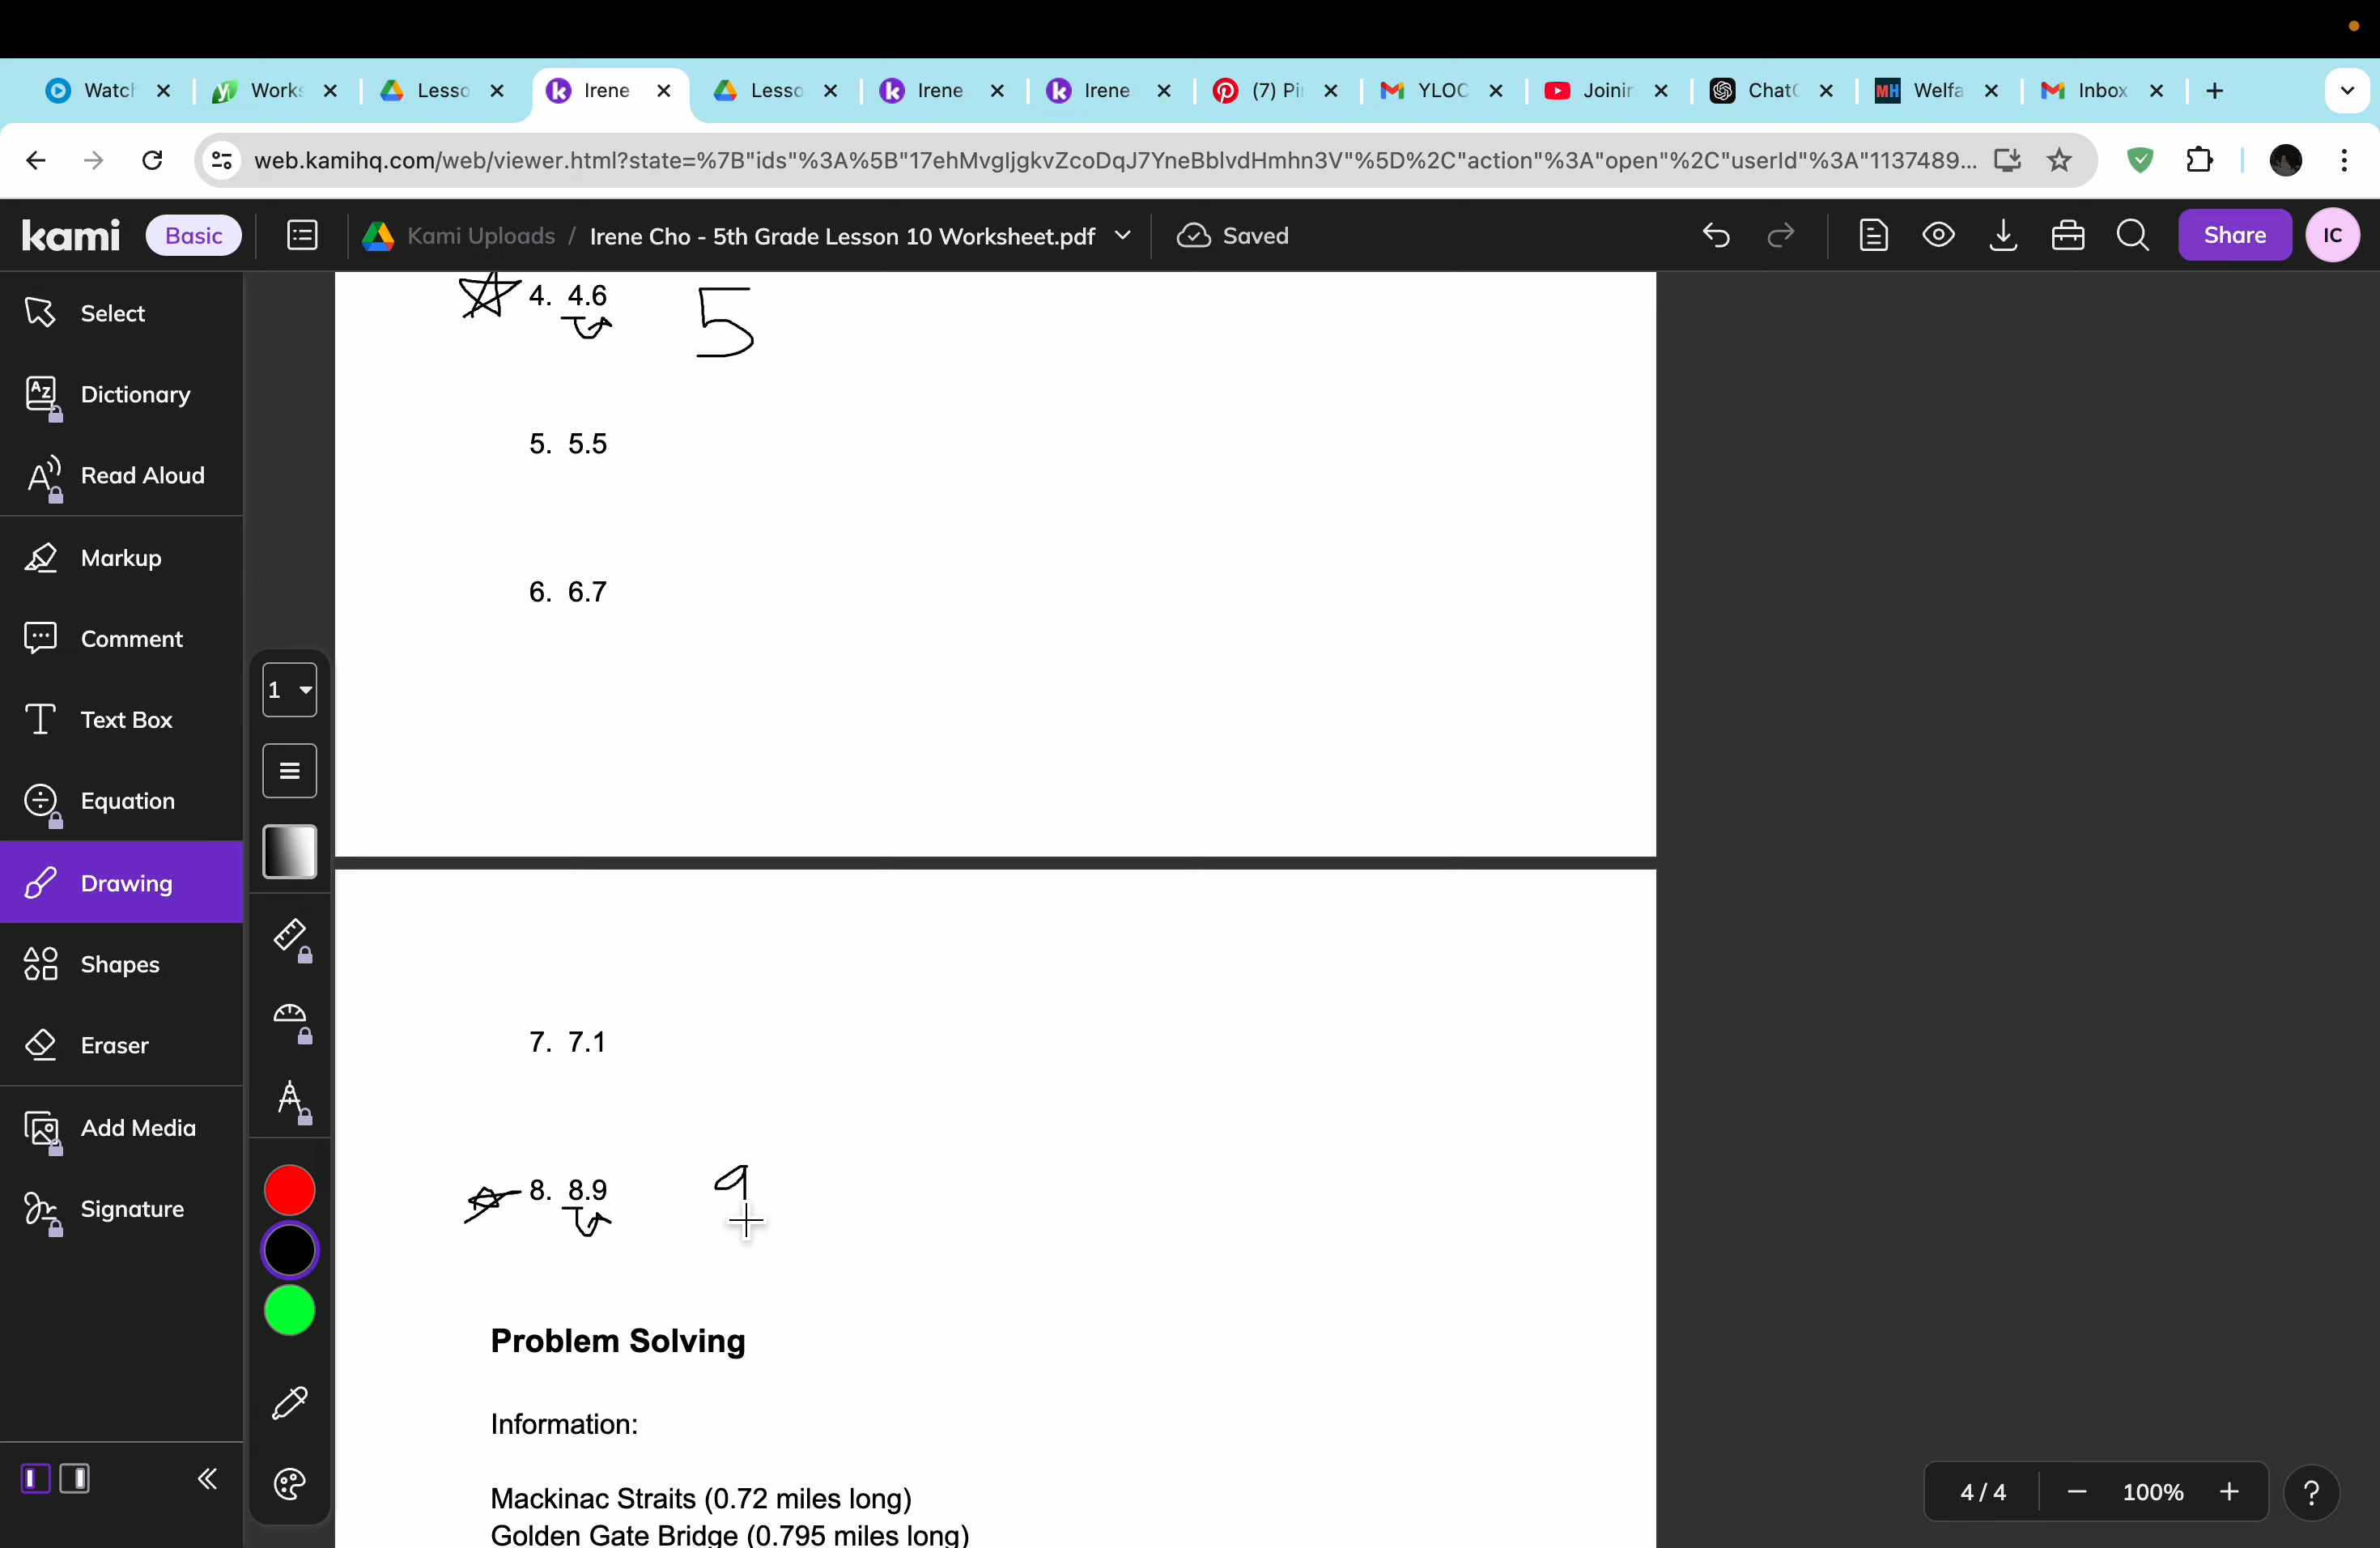 Watch
Works
Lesso
Irene
Lesso
Irene
Irene
(7) Pi
YLOC
Joinin
Chat
MH Welfa
Inbox
web.kamihq.com/web/viewer.html?state=%7B"ids"%3A%5B"17ehMvgljgkvZcoDqJ7YneBblvdHmhn3V"%5D%2C"action"%3A"open"%2C"userId"%3A"1137489...
kami Basic Kami Uploads / Irene Cho - 5th Grade Lesson 10 Worksheet.pdf Saved Share IC
Select
Dictionary
Read Aloud
Markup
Comment
Text Box
Equation
Drawing
Shapes
Eraser
Add Media
Signature
1
4. 4.6 5
5. 5.5
6. 6.7
7. 7.1
8. 8.9 9
Problem Solving
Information:
Mackinac Straits (0.72 miles long)
Golden Gate Bridge (0.795 miles long)
4 / 4 − 100% + ?